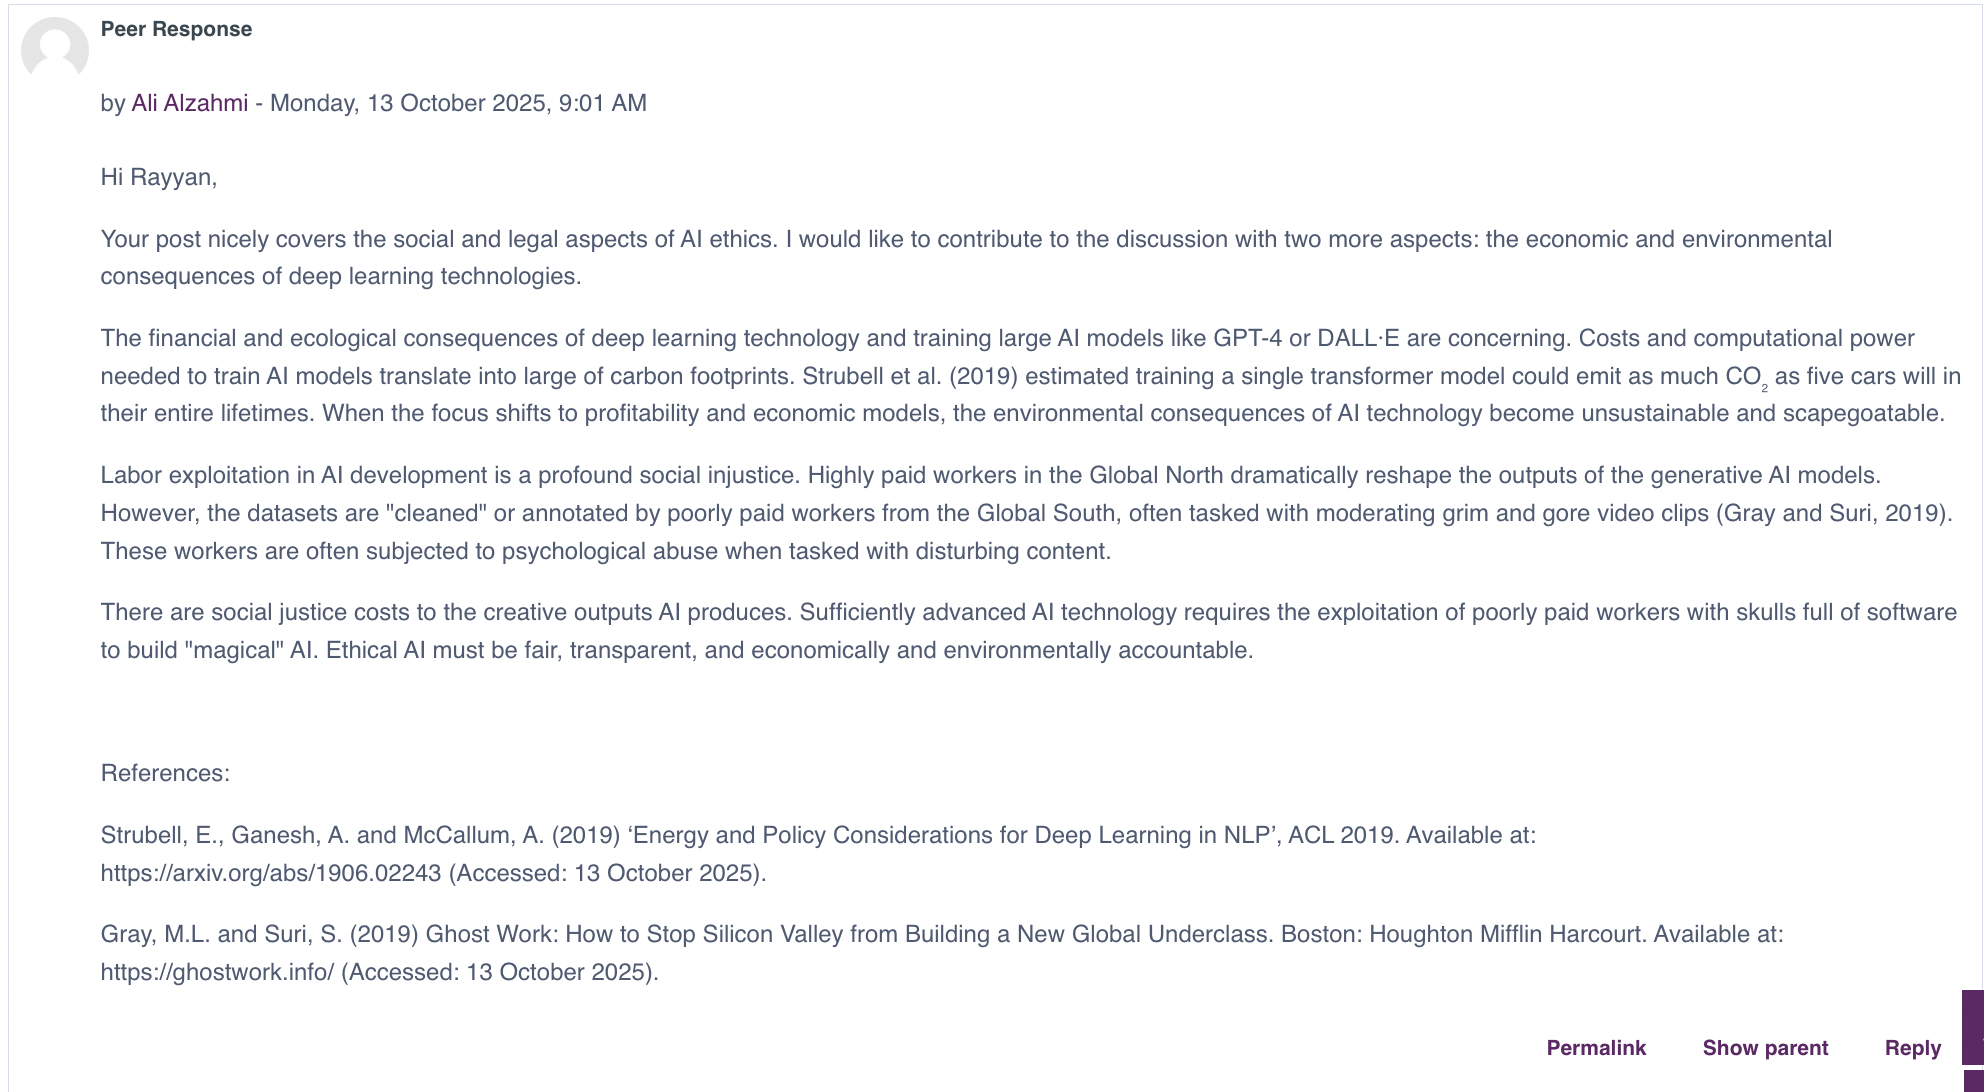 Peer Response
by Ali Alzahmi - Monday, 13 October 2025, 9:01 AM
Hi Rayyan,
Your post nicely covers the social and legal aspects of AI ethics. I would like to contribute to the discussion with two more aspects: the economic and environmental
consequences of deep learning technologies.
The financial and ecological consequences of deep learning technology and training large AI models like GPT-4 or DALL·E are concerning. Costs and computational power
needed to train AI models translate into large of carbon footprints. Strubell et al. (2019) estimated training a single transformer model could emit as much CO₂ as five cars will in
their entire lifetimes. When the focus shifts to profitability and economic models, the environmental consequences of AI technology become unsustainable and scapegoatable.
Labor exploitation in AI development is a profound social injustice. Highly paid workers in the Global North dramatically reshape the outputs of the generative AI models.
However, the datasets are "cleaned" or annotated by poorly paid workers from the Global South, often tasked with moderating grim and gore video clips (Gray and Suri, 2019).
These workers are often subjected to psychological abuse when tasked with disturbing content.
There are social justice costs to the creative outputs AI produces. Sufficiently advanced AI technology requires the exploitation of poorly paid workers with skulls full of software
to build "magical" AI. Ethical AI must be fair, transparent, and economically and environmentally accountable.
References:
Strubell, E., Ganesh, A. and McCallum, A. (2019) ‘Energy and Policy Considerations for Deep Learning in NLP’, ACL 2019. Available at:
https://arxiv.org/abs/1906.02243 (Accessed: 13 October 2025).
Gray, M.L. and Suri, S. (2019) Ghost Work: How to Stop Silicon Valley from Building a New Global Underclass. Boston: Houghton Mifflin Harcourt. Available at:
https://ghostwork.info/ (Accessed: 13 October 2025).
Permalink Show parent Reply